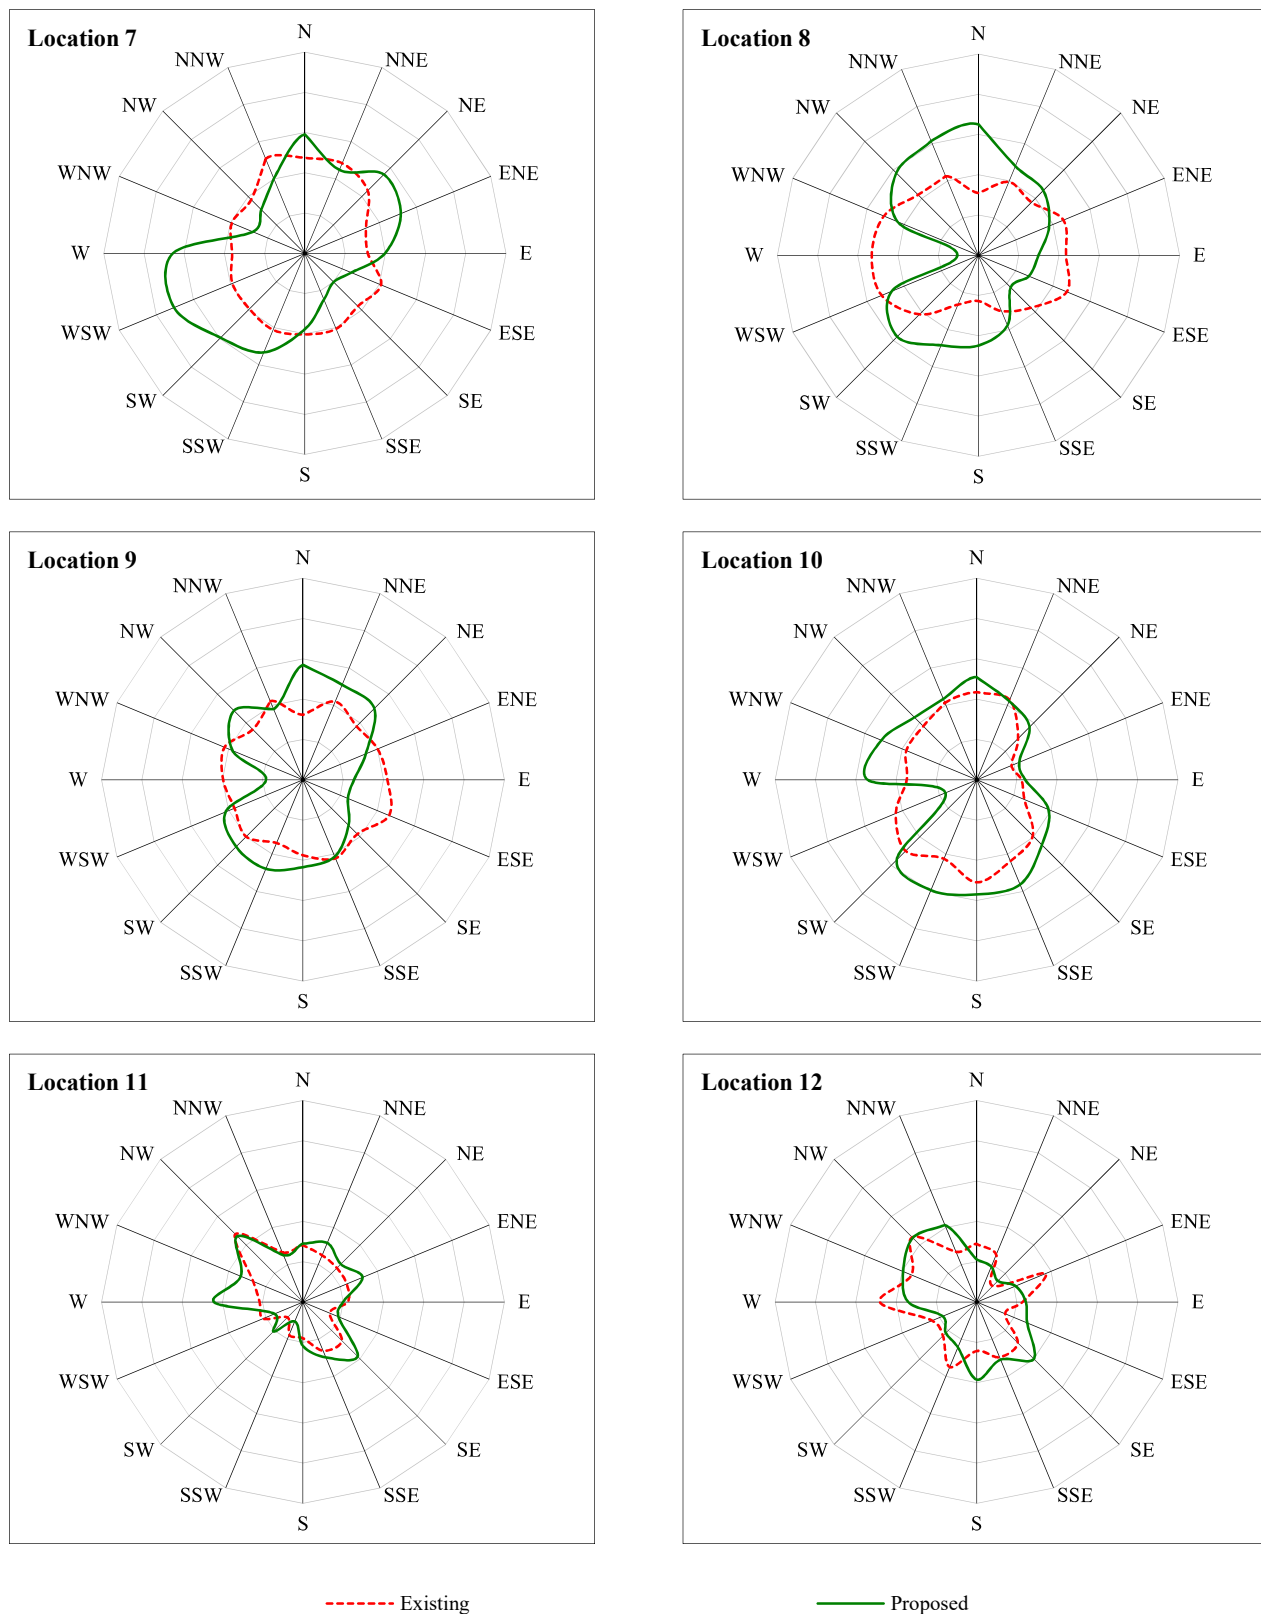 Location 7
N
NNW
NNE
NW
NE
WNW
ENE
W
E
WSW
ESE
SW
SE
SSW
SSE
S
Location 8
N
NNW
NNE
NW
NE
WNW
ENE
W
E
WSW
ESE
SW
SE
SSW
SSE
S
Location 9
N
NNW
NNE
NW
NE
WNW
ENE
W
E
WSW
ESE
SW
SE
SSW
SSE
S
Location 10
N
NNW
NNE
NW
NE
WNW
ENE
W
E
WSW
ESE
SW
SE
SSW
SSE
S
Location 11
N
NNW
NNE
NW
NE
WNW
ENE
W
E
WSW
ESE
SW
SE
SSW
SSE
S
Location 12
N
NNW
NNE
NW
NE
WNW
ENE
W
E
WSW
ESE
SW
SE
SSW
SSE
S
Existing
Proposed